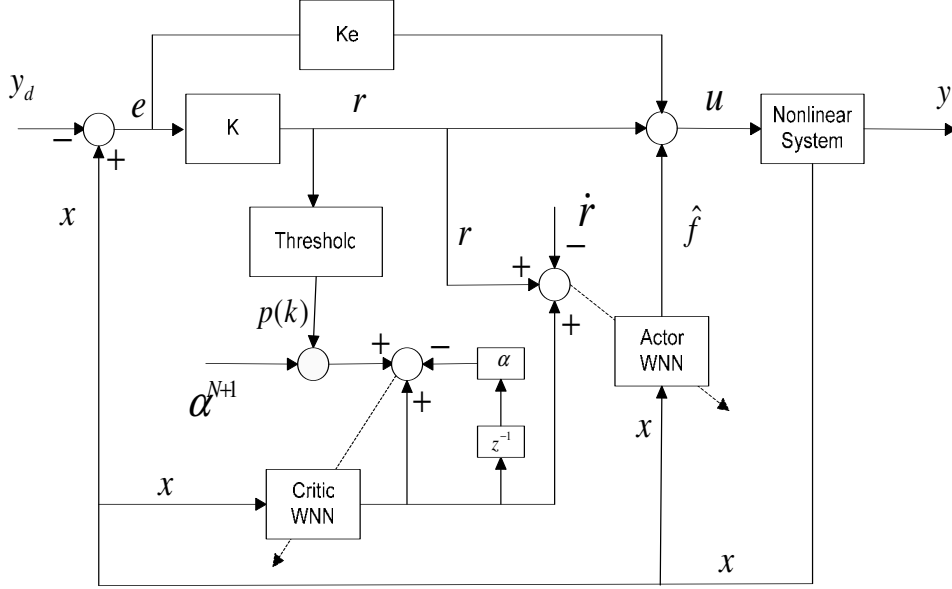 Ke
y_d
e
K
r
u
Nonlinear
System
y
−
+
x
Thresholc
r
ṙ
−
+
+
f̂
p(k)
Actor
WNN
+
−
α
α^{N+1}
+
z^{-1}
x
x
Critic
WNN
x